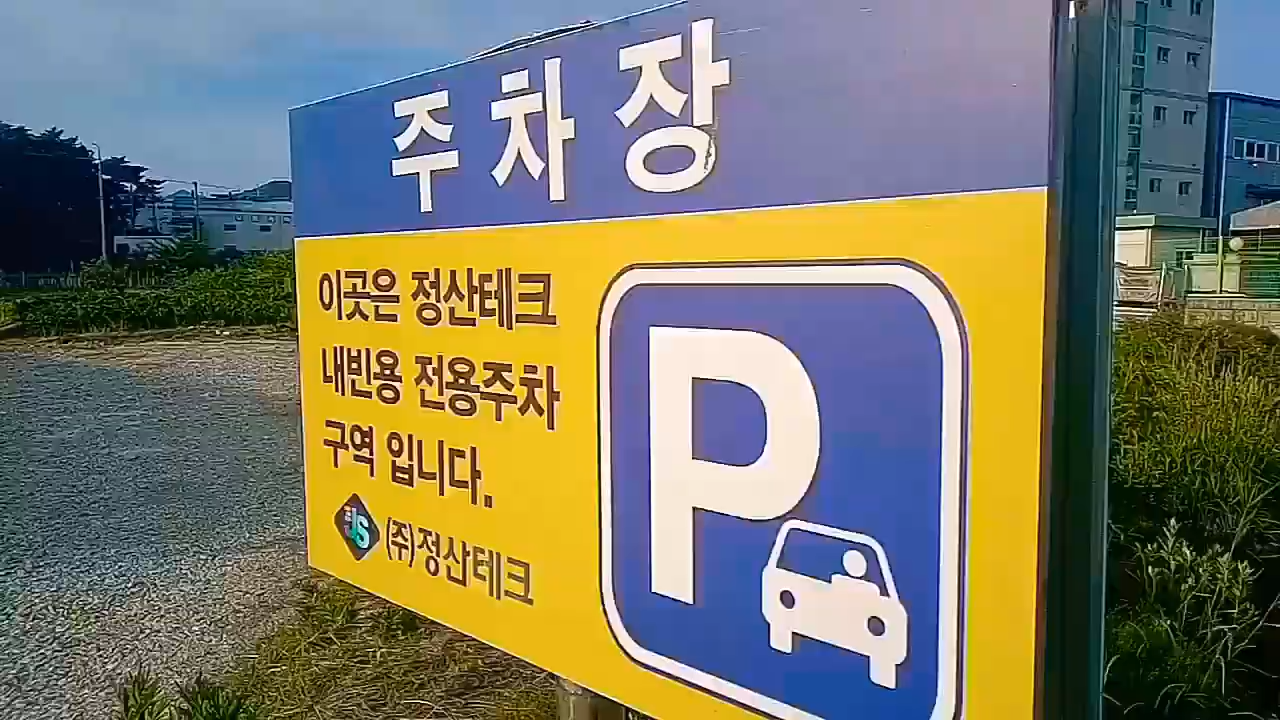 주차장
이곳은 정산테크
내빈용 전용주차
구역 입니다.
JS (주)정산테크
P